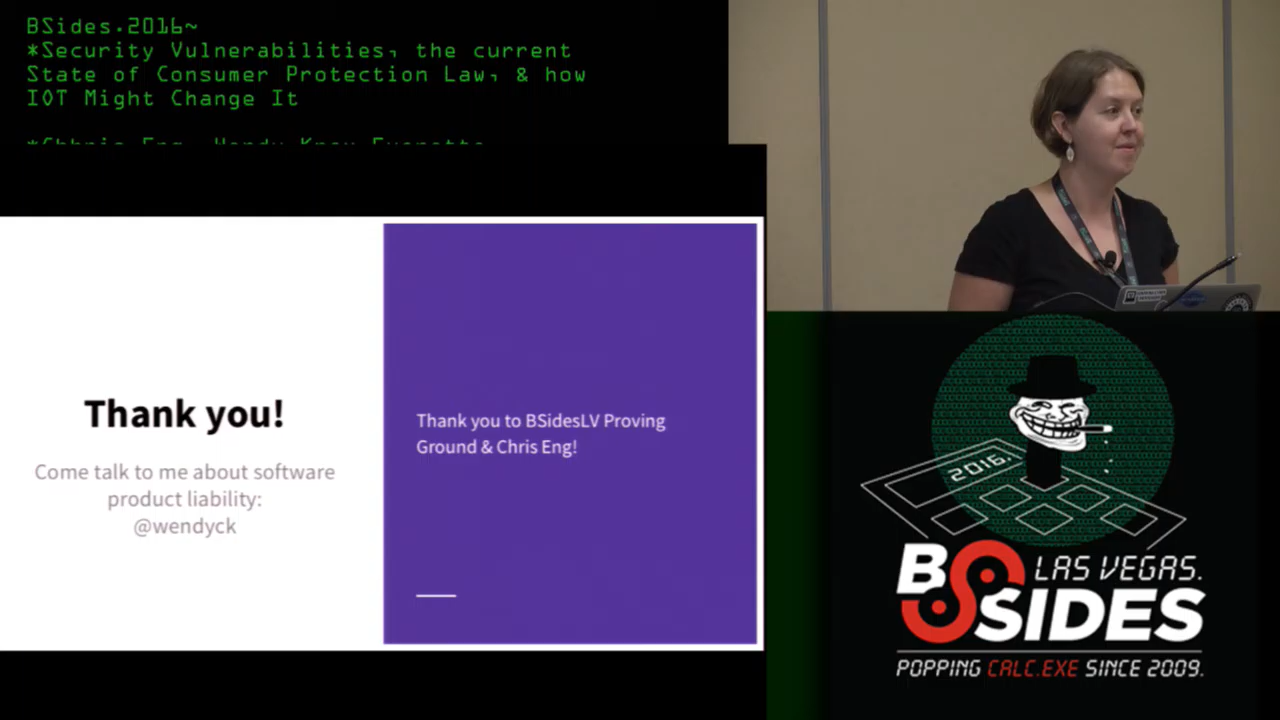 BSides.2016~
*Security Vulnerabilities, the current
State of Consumer Protection Law, & how
IOT Might Change It
Thank you!
Come talk to me about software
product liability:
@wendyck
Thank you to BSidesLV Proving
Ground & Chris Eng!
2016.
BSIDES
LAS VEGAS.
POPPING CALC.EXE SINCE 2009.